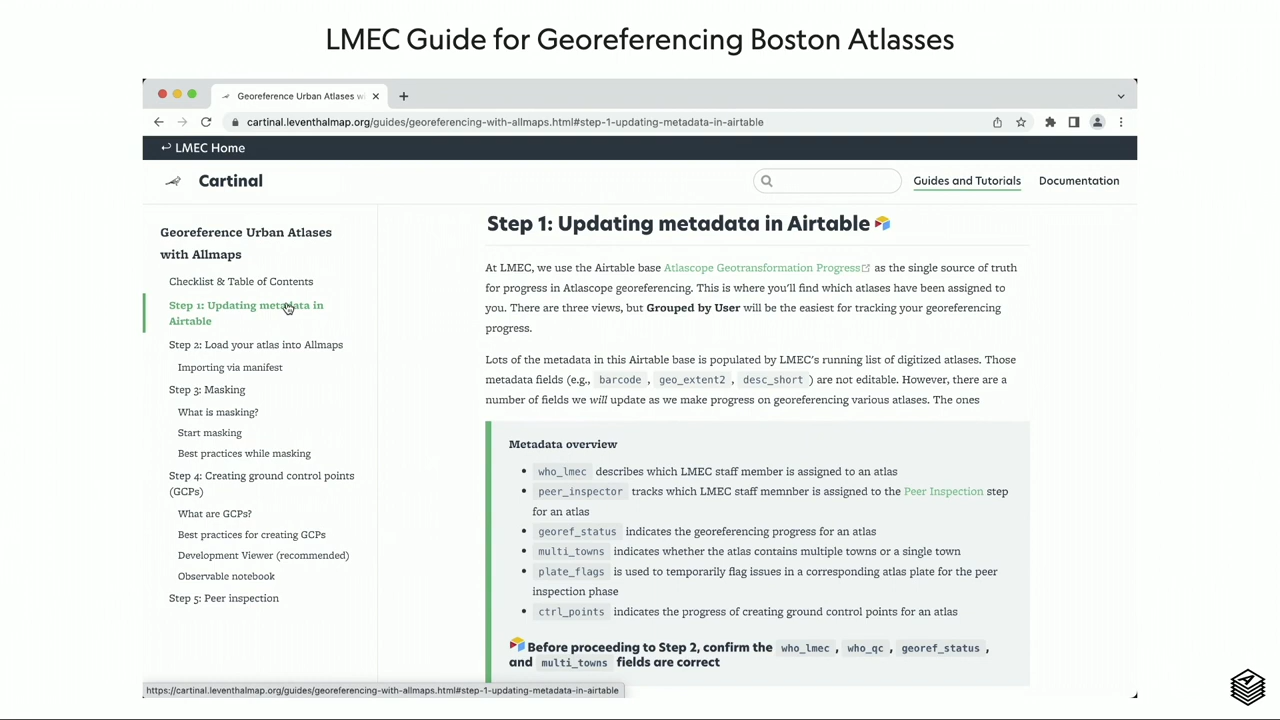 LMEC Guide for Georeferencing Boston Atlasses
Georeference Urban Atlases w
cartinal.leventhalmap.org/guides/georeferencing-with-allmaps.html#step-1-updating-metadata-in-airtable
↩ LMEC Home
Cartinal
Guides and Tutorials
Documentation
Georeference Urban Atlases
with Allmaps
Checklist & Table of Contents
Step 1: Updating metadata in
Airtable
Step 2: Load your atlas into Allmaps
Importing via manifest
Step 3: Masking
What is masking?
Start masking
Best practices while masking
Step 4: Creating ground control points
(GCPs)
What are GCPs?
Best practices for creating GCPs
Development Viewer (recommended)
Observable notebook
Step 5: Peer inspection
Step 1: Updating metadata in Airtable
At LMEC, we use the Airtable base Atlascope Geotransformation Progress as the single source of truth
for progress in Atlascope georeferencing. This is where you'll find which atlases have been assigned to
you. There are three views, but Grouped by User will be the easiest for tracking your georeferencing
progress.
Lots of the metadata in this Airtable base is populated by LMEC's running list of digitized atlases. Those
metadata fields (e.g., barcode , geo_extent2 , desc_short ) are not editable. However, there are a
number of fields we will update as we make progress on georeferencing various atlases. The ones
Metadata overview
• who_lmec describes which LMEC staff member is assigned to an atlas
• peer_inspector tracks which LMEC staff memnber is assigned to the Peer Inspection step
for an atlas
• georef_status indicates the georeferencing progress for an atlas
• multi_towns indicates whether the atlas contains multiple towns or a single town
• plate_flags is used to temporarily flag issues in a corresponding atlas plate for the peer
inspection phase
• ctrl_points indicates the progress of creating ground control points for an atlas
Before proceeding to Step 2, confirm the who_lmec , who_qc , georef_status ,
and multi_towns fields are correct
https://cartinal.leventhalmap.org/guides/georeferencing-with-allmaps.html#step-1-updating-metadata-in-airtable